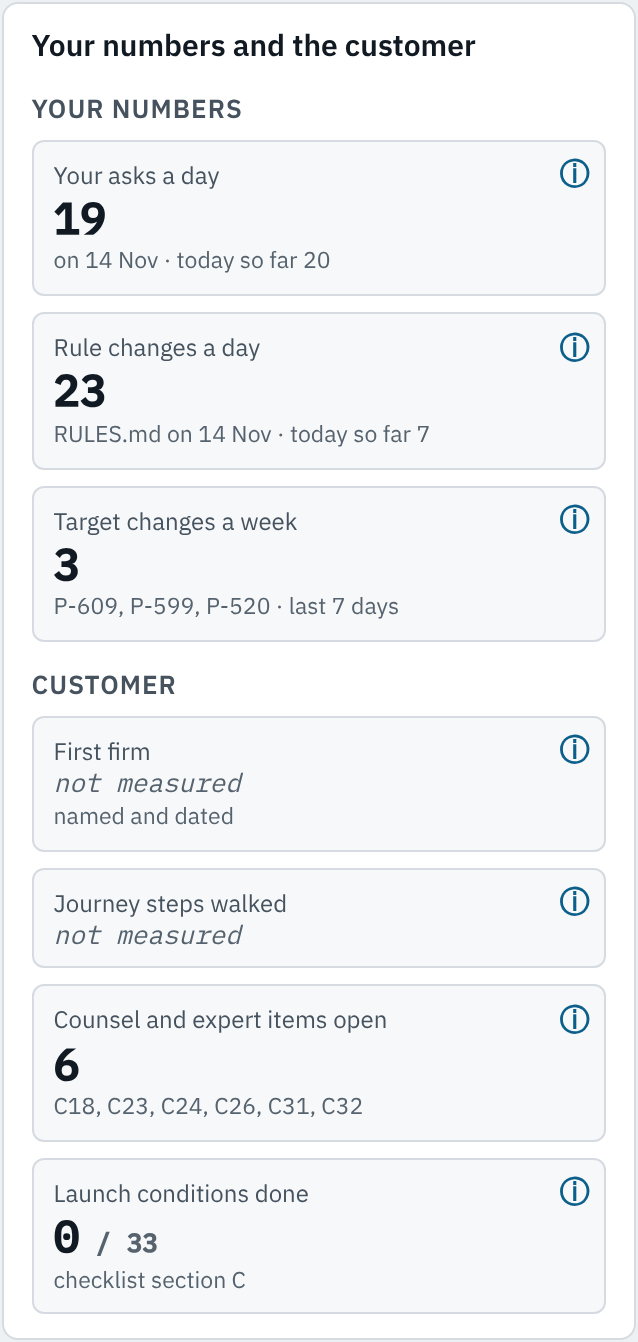 Your numbers and the customer
YOUR NUMBERS
Your asks a day
19
on 14 Nov · today so far 20
Rule changes a day
23
RULES.md on 14 Nov · today so far 7
Target changes a week
3
P-609, P-599, P-520 · last 7 days
CUSTOMER
First firm
not measured
named and dated
Journey steps walked
not measured
Counsel and expert items open
6
C18, C23, C24, C26, C31, C32
Launch conditions done
0 / 33
checklist section C